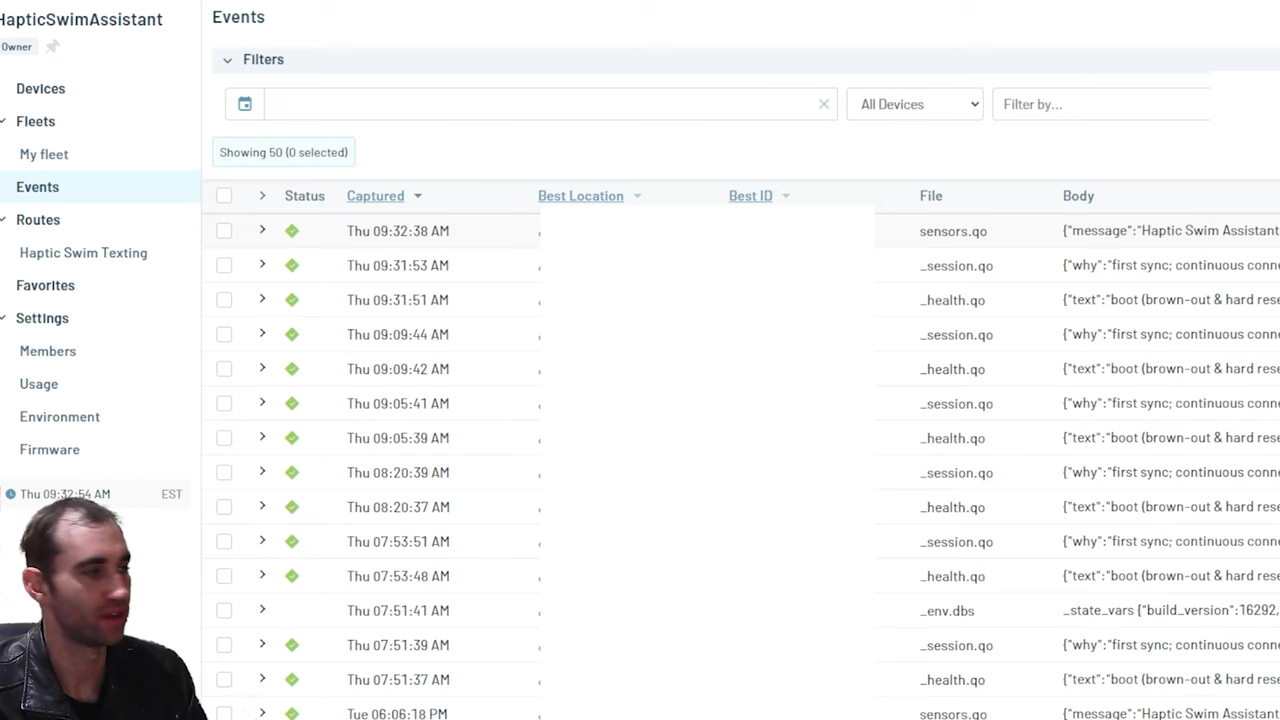 HapticSwimAssistant
Owner
Devices
Fleets
My fleet
Events
Routes
Haptic Swim Texting
Favorites
Settings
Members
Usage
Environment
Firmware
Thu 09:32:54 AM EST
Events
Filters
All Devices Filter by...
Showing 50 (0 selected)
Status Captured Best Location Best ID File Body
Thu 09:32:38 AM sensors.qo {"message":"Haptic Swim Assistant
Thu 09:31:53 AM _session.qo {"why":"first sync; continuous conne
Thu 09:31:51 AM _health.qo {"text":"boot (brown-out & hard rese
Thu 09:09:44 AM _session.qo {"why":"first sync; continuous conne
Thu 09:09:42 AM _health.qo {"text":"boot (brown-out & hard rese
Thu 09:05:41 AM _session.qo {"why":"first sync; continuous conne
Thu 09:05:39 AM _health.qo {"text":"boot (brown-out & hard rese
Thu 08:20:39 AM _session.qo {"why":"first sync; continuous conne
Thu 08:20:37 AM _health.qo {"text":"boot (brown-out & hard rese
Thu 07:53:51 AM _session.qo {"why":"first sync; continuous conne
Thu 07:53:48 AM _health.qo {"text":"boot (brown-out & hard rese
Thu 07:51:41 AM _env.dbs _state_vars {"build_version":16292,
Thu 07:51:39 AM _session.qo {"why":"first sync; continuous conne
Thu 07:51:37 AM _health.qo {"text":"boot (brown-out & hard rese
Tue 06:06:18 PM sensors.qo {"message":"Haptic Swim Assistant